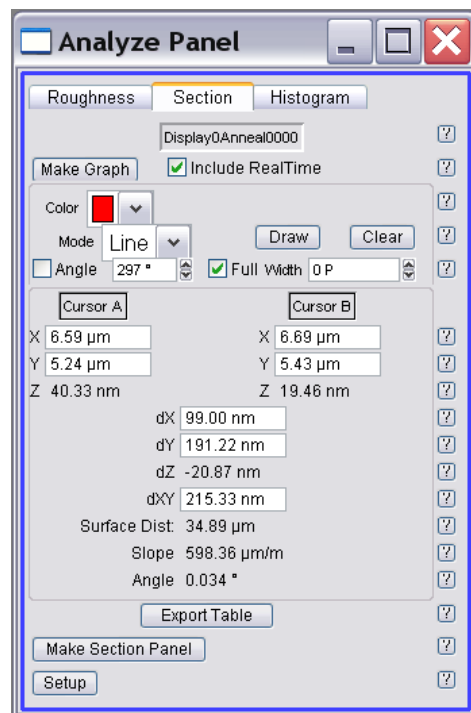 Analyze Panel
Roughness Section Histogram
Display0Anneal0000 ?
Make Graph Include RealTime ?
Color ?
Mode Line Draw Clear ?
Angle 297 ° Full Width 0 P ?
Cursor A Cursor B
X 6.59 µm X 6.69 µm ?
Y 5.24 µm Y 5.43 µm ?
Z 40.33 nm Z 19.46 nm ?
dX 99.00 nm ?
dY 191.22 nm ?
dZ -20.87 nm ?
dXY 215.33 nm ?
Surface Dist: 34.89 µm ?
Slope 598.36 µm/m ?
Angle 0.034 ° ?
Export Table ?
Make Section Panel ?
Setup ?